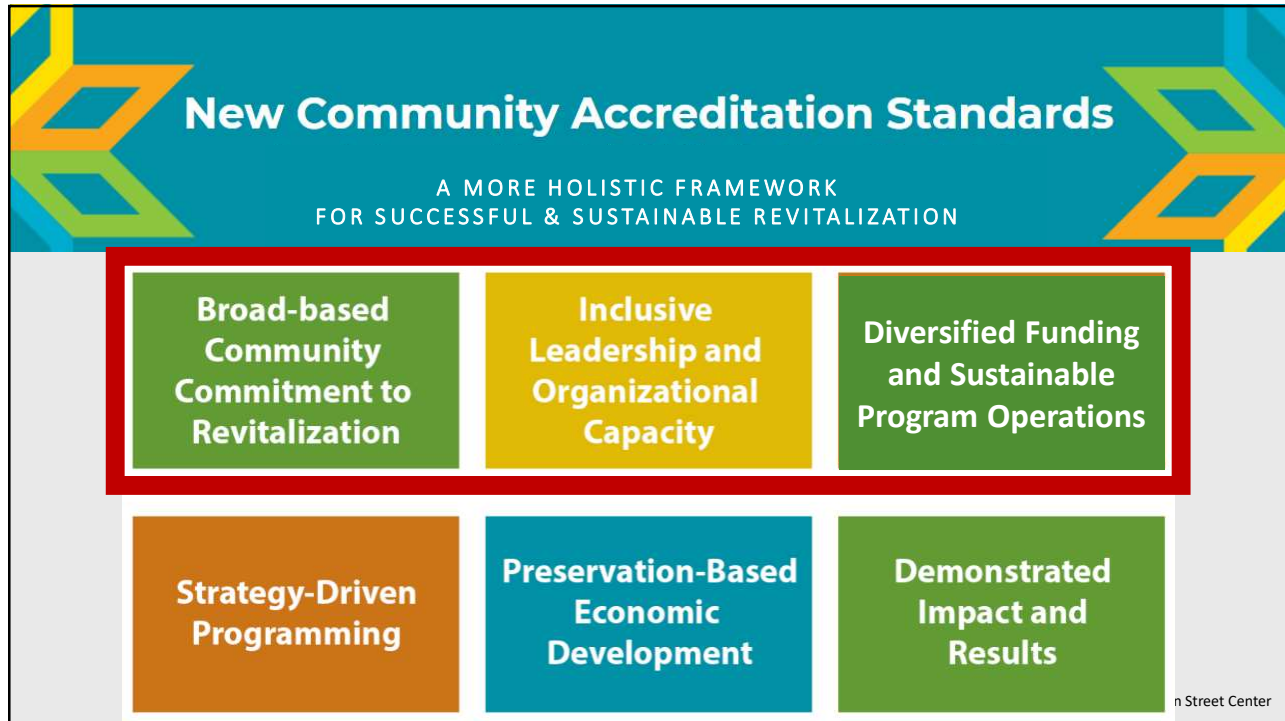 New Community Accreditation Standards
A MORE HOLISTIC FRAMEWORK
FOR SUCCESSFUL & SUSTAINABLE REVITALIZATION
Broad-based
Community
Commitment to
Revitalization
Inclusive
Leadership and
Organizational
Capacity
Diversified Funding
and Sustainable
Program Operations
Strategy-Driven
Programming
Preservation-Based
Economic
Development
Demonstrated
Impact and
Results
Street Center